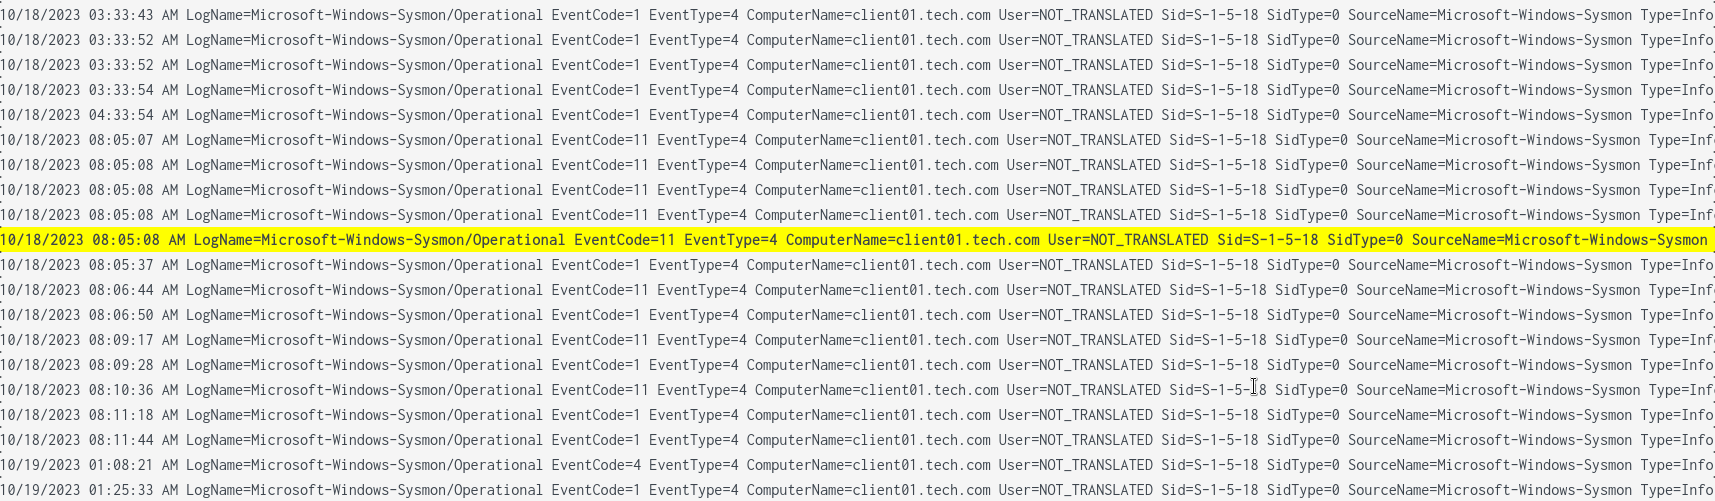 10/18/2023 03:33:43 AM LogName=Microsoft-Windows-Sysmon/Operational EventCode=1 EventType=4 ComputerName=client01.tech.com User=NOT_TRANSLATED Sid=S-1-5-18 SidType=0 SourceName=Microsoft-Windows-Sysmon Type=Info
10/18/2023 03:33:52 AM LogName=Microsoft-Windows-Sysmon/Operational EventCode=1 EventType=4 ComputerName=client01.tech.com User=NOT_TRANSLATED Sid=S-1-5-18 SidType=0 SourceName=Microsoft-Windows-Sysmon Type=Info
10/18/2023 03:33:52 AM LogName=Microsoft-Windows-Sysmon/Operational EventCode=1 EventType=4 ComputerName=client01.tech.com User=NOT_TRANSLATED Sid=S-1-5-18 SidType=0 SourceName=Microsoft-Windows-Sysmon Type=Info
10/18/2023 03:33:54 AM LogName=Microsoft-Windows-Sysmon/Operational EventCode=1 EventType=4 ComputerName=client01.tech.com User=NOT_TRANSLATED Sid=S-1-5-18 SidType=0 SourceName=Microsoft-Windows-Sysmon Type=Info
10/18/2023 04:33:54 AM LogName=Microsoft-Windows-Sysmon/Operational EventCode=1 EventType=4 ComputerName=client01.tech.com User=NOT_TRANSLATED Sid=S-1-5-18 SidType=0 SourceName=Microsoft-Windows-Sysmon Type=Info
10/18/2023 08:05:07 AM LogName=Microsoft-Windows-Sysmon/Operational EventCode=11 EventType=4 ComputerName=client01.tech.com User=NOT_TRANSLATED Sid=S-1-5-18 SidType=0 SourceName=Microsoft-Windows-Sysmon Type=Inf
10/18/2023 08:05:08 AM LogName=Microsoft-Windows-Sysmon/Operational EventCode=11 EventType=4 ComputerName=client01.tech.com User=NOT_TRANSLATED Sid=S-1-5-18 SidType=0 SourceName=Microsoft-Windows-Sysmon Type=Inf
10/18/2023 08:05:08 AM LogName=Microsoft-Windows-Sysmon/Operational EventCode=11 EventType=4 ComputerName=client01.tech.com User=NOT_TRANSLATED Sid=S-1-5-18 SidType=0 SourceName=Microsoft-Windows-Sysmon Type=Inf
10/18/2023 08:05:08 AM LogName=Microsoft-Windows-Sysmon/Operational EventCode=11 EventType=4 ComputerName=client01.tech.com User=NOT_TRANSLATED Sid=S-1-5-18 SidType=0 SourceName=Microsoft-Windows-Sysmon Type=Inf
10/18/2023 08:05:08 AM LogName=Microsoft-Windows-Sysmon/Operational EventCode=11 EventType=4 ComputerName=client01.tech.com User=NOT_TRANSLATED Sid=S-1-5-18 SidType=0 SourceName=Microsoft-Windows-Sysmon
10/18/2023 08:05:37 AM LogName=Microsoft-Windows-Sysmon/Operational EventCode=1 EventType=4 ComputerName=client01.tech.com User=NOT_TRANSLATED Sid=S-1-5-18 SidType=0 SourceName=Microsoft-Windows-Sysmon Type=Info
10/18/2023 08:06:44 AM LogName=Microsoft-Windows-Sysmon/Operational EventCode=11 EventType=4 ComputerName=client01.tech.com User=NOT_TRANSLATED Sid=S-1-5-18 SidType=0 SourceName=Microsoft-Windows-Sysmon Type=Inf
10/18/2023 08:06:50 AM LogName=Microsoft-Windows-Sysmon/Operational EventCode=1 EventType=4 ComputerName=client01.tech.com User=NOT_TRANSLATED Sid=S-1-5-18 SidType=0 SourceName=Microsoft-Windows-Sysmon Type=Info
10/18/2023 08:09:17 AM LogName=Microsoft-Windows-Sysmon/Operational EventCode=11 EventType=4 ComputerName=client01.tech.com User=NOT_TRANSLATED Sid=S-1-5-18 SidType=0 SourceName=Microsoft-Windows-Sysmon Type=Inf
10/18/2023 08:09:28 AM LogName=Microsoft-Windows-Sysmon/Operational EventCode=1 EventType=4 ComputerName=client01.tech.com User=NOT_TRANSLATED Sid=S-1-5-18 SidType=0 SourceName=Microsoft-Windows-Sysmon Type=Info
10/18/2023 08:10:36 AM LogName=Microsoft-Windows-Sysmon/Operational EventCode=11 EventType=4 ComputerName=client01.tech.com User=NOT_TRANSLATED Sid=S-1-5-18 SidType=0 SourceName=Microsoft-Windows-Sysmon Type=Inf
10/18/2023 08:11:18 AM LogName=Microsoft-Windows-Sysmon/Operational EventCode=1 EventType=4 ComputerName=client01.tech.com User=NOT_TRANSLATED Sid=S-1-5-18 SidType=0 SourceName=Microsoft-Windows-Sysmon Type=Info
10/18/2023 08:11:44 AM LogName=Microsoft-Windows-Sysmon/Operational EventCode=1 EventType=4 ComputerName=client01.tech.com User=NOT_TRANSLATED Sid=S-1-5-18 SidType=0 SourceName=Microsoft-Windows-Sysmon Type=Info
10/19/2023 01:08:21 AM LogName=Microsoft-Windows-Sysmon/Operational EventCode=4 EventType=4 ComputerName=client01.tech.com User=NOT_TRANSLATED Sid=S-1-5-18 SidType=0 SourceName=Microsoft-Windows-Sysmon Type=Info
10/19/2023 01:25:33 AM LogName=Microsoft-Windows-Sysmon/Operational EventCode=1 EventType=4 ComputerName=client01.tech.com User=NOT_TRANSLATED Sid=S-1-5-18 SidType=0 SourceName=Microsoft-Windows-Sysmon Type=Info